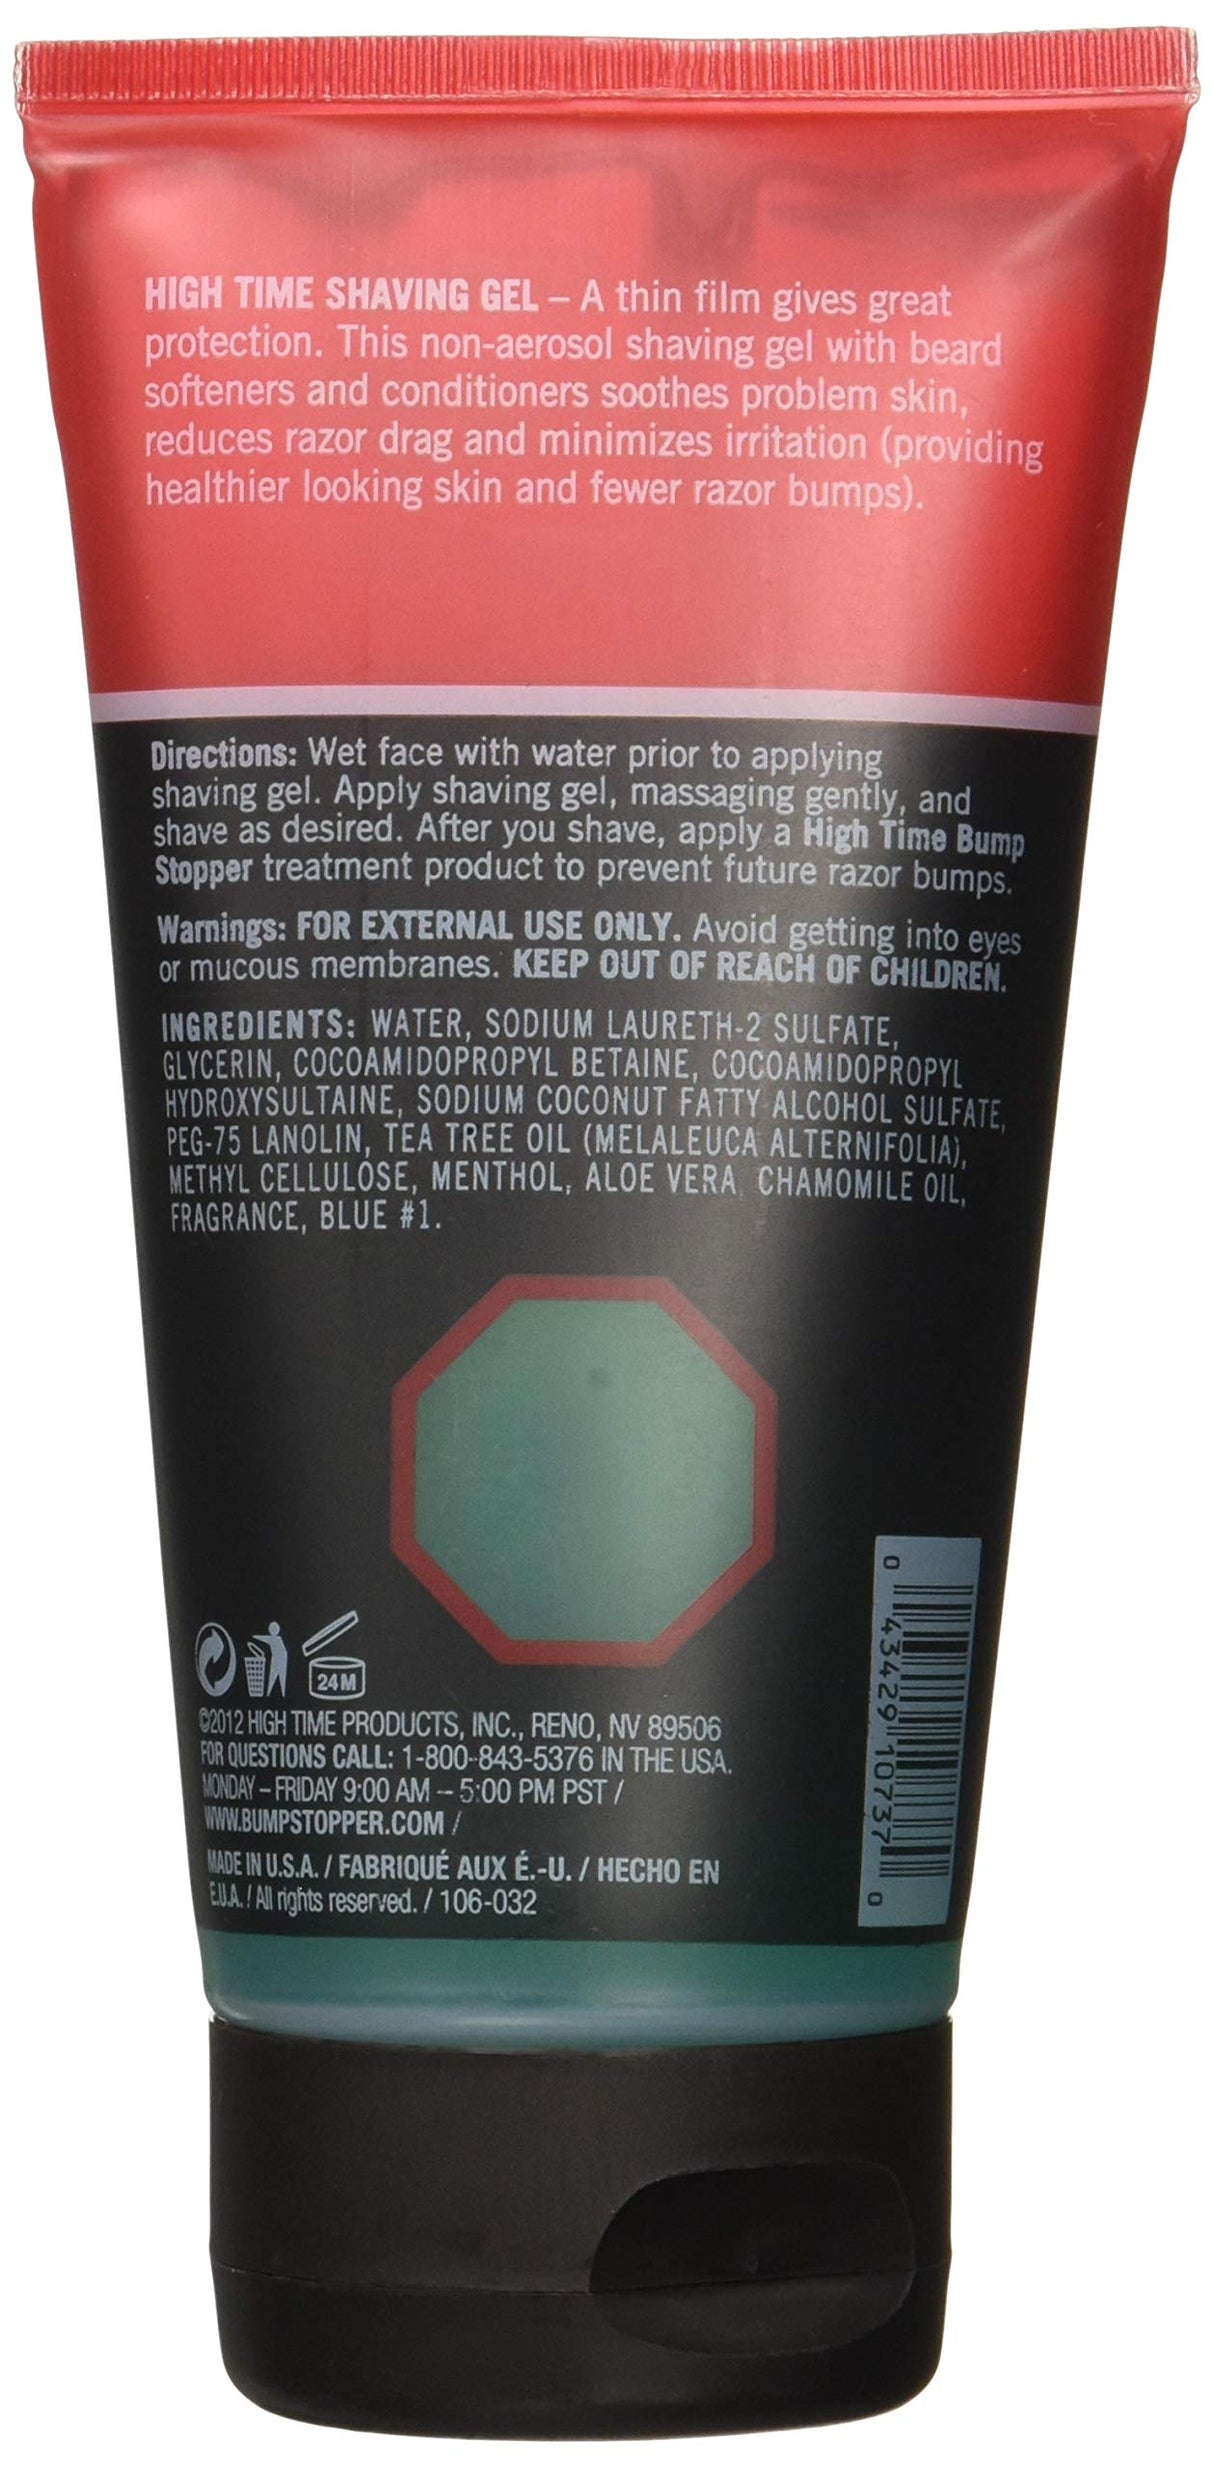 HIGH TIME SHAVING GEL – A thin film gives great
protection. This non-aerosol shaving gel with beard
softeners and conditioners soothes problem skin,
reduces razor drag and minimizes irritation (providing
healthier looking skin and fewer razor bumps).
Directions: Wet face with water prior to applying
shaving gel. Apply shaving gel, massaging gently, and
shave as desired. After you shave, apply a High Time Bump
Stopper treatment product to prevent future razor bumps.
Warnings: FOR EXTERNAL USE ONLY. Avoid getting into eyes
or mucous membranes. KEEP OUT OF REACH OF CHILDREN.
INGREDIENTS: WATER, SODIUM LAURETH-2 SULFATE,
GLYCERIN, COCOAMIDOPROPYL BETAINE, COCOAMIDOPROPYL
HYDROXYSULTAINE, SODIUM COCONUT FATTY ALCOHOL SULFATE,
PEG-75 LANOLIN, TEA TREE OIL (MELALEUCA ALTERNIFOLIA),
METHYL CELLULOSE, MENTHOL, ALOE VERA, CHAMOMILE OIL,
FRAGRANCE, BLUE #1.
24M
©2012 HIGH TIME PRODUCTS, INC., RENO, NV 89506
FOR QUESTIONS CALL: 1-800-843-5376 IN THE USA.
MONDAY – FRIDAY 9:00 AM – 5:00 PM PST /
WWW.BUMPSTOPPER.COM /
MADE IN U.S.A. / FABRIQUÉ AUX É.-U. / HECHO EN
E.U.A. / All rights reserved. / 106-032
0 43429 10737 0